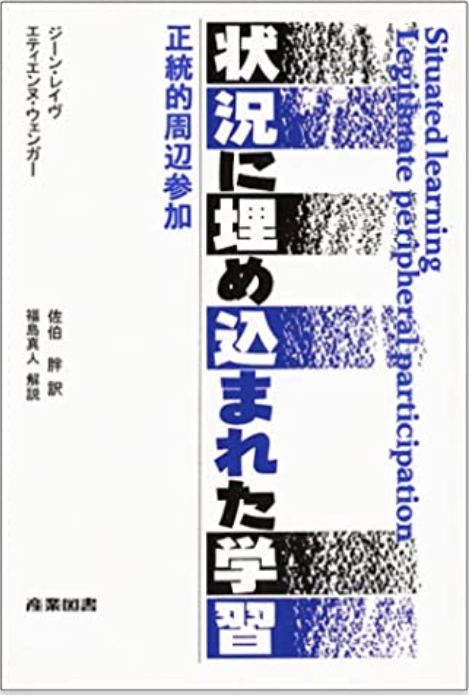 Situated learning
Legitimate peripheral participation
状況に埋め込まれた学習
正統的周辺参加
ジーン・レイヴ
エティエンヌ・ウェンガー
佐伯 胖 訳
福島真人 解説
産業図書